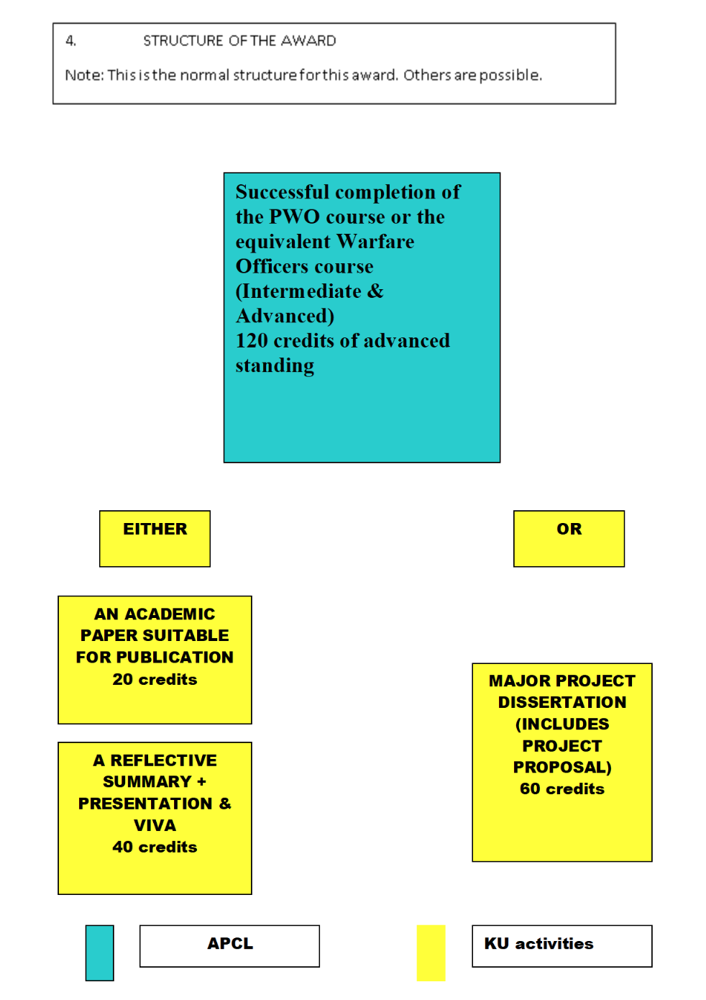 4. STRUCTURE OF THE AWARD
Note: This is the normal structure for this award. Others are possible.
Successful completion of
the PWO course or the
equivalent Warfare
Officers course
(Intermediate &
Advanced)
120 credits of advanced
standing
EITHER
OR
AN ACADEMIC
PAPER SUITABLE
FOR PUBLICATION
20 credits
A REFLECTIVE
SUMMARY +
PRESENTATION &
VIVA
40 credits
MAJOR PROJECT
DISSERTATION
(INCLUDES
PROJECT
PROPOSAL)
60 credits
APCL
KU activities